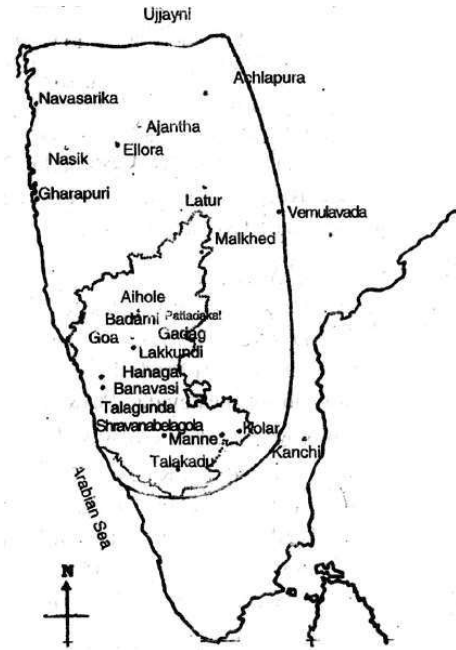 Ujjayni
Achlapura
Navasarika
Ajantha
Ellora
Nasik
Gharapuri
Latur
Vemulavada
Malkhed
Aihole
Badami
Pattadakal
Goa
Gadag
Lakkundi
Hanagal
Banavasi
Talagunda
Shravanabelagola
Manne
Kolar
Kanchi
Talakadu
Arabian Sea
N